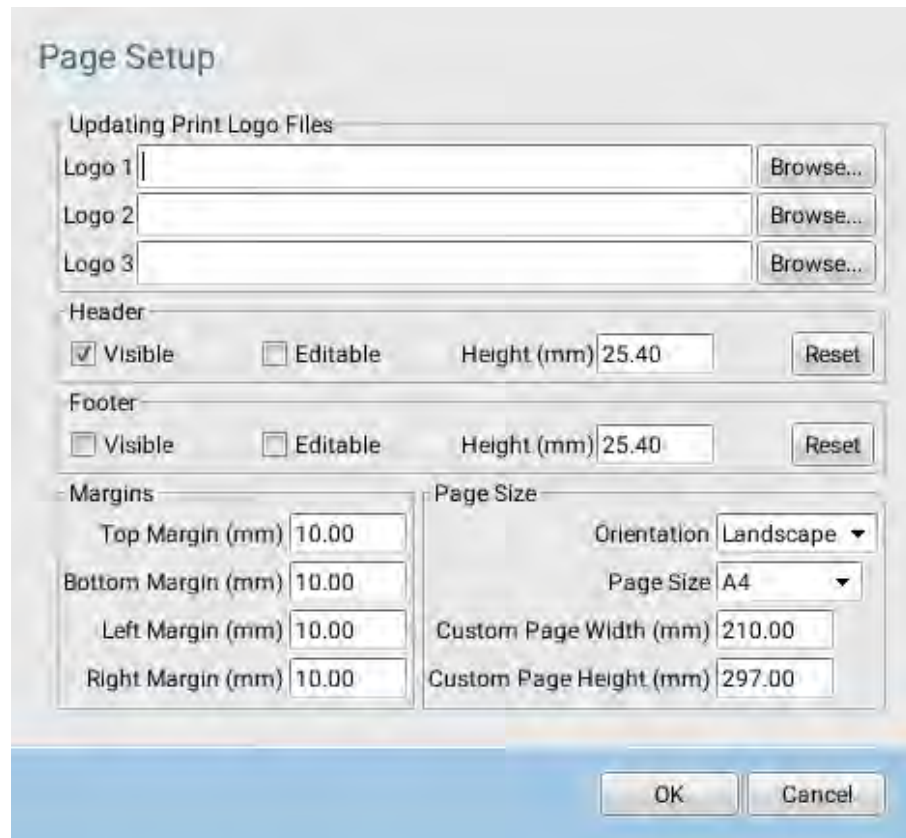 Page Setup
Updating Print Logo Files
Logo 1 Browse...
Logo 2 Browse...
Logo 3 Browse...
Header
Visible Editable Height (mm) 25.40 Reset
Footer
Visible Editable Height (mm) 25.40 Reset
Margins
Top Margin (mm) 10.00
Bottom Margin (mm) 10.00
Left Margin (mm) 10.00
Right Margin (mm) 10.00
Page Size
Orientation Landscape
Page Size A4
Custom Page Width (mm) 210.00
Custom Page Height (mm) 297.00
OK Cancel